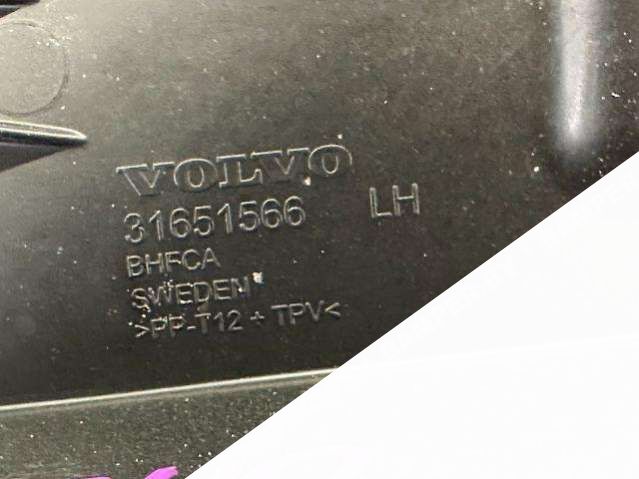 VOLVO
31651566 LH
BHFCA
SWEDEN
>PP-T12 + TPV<